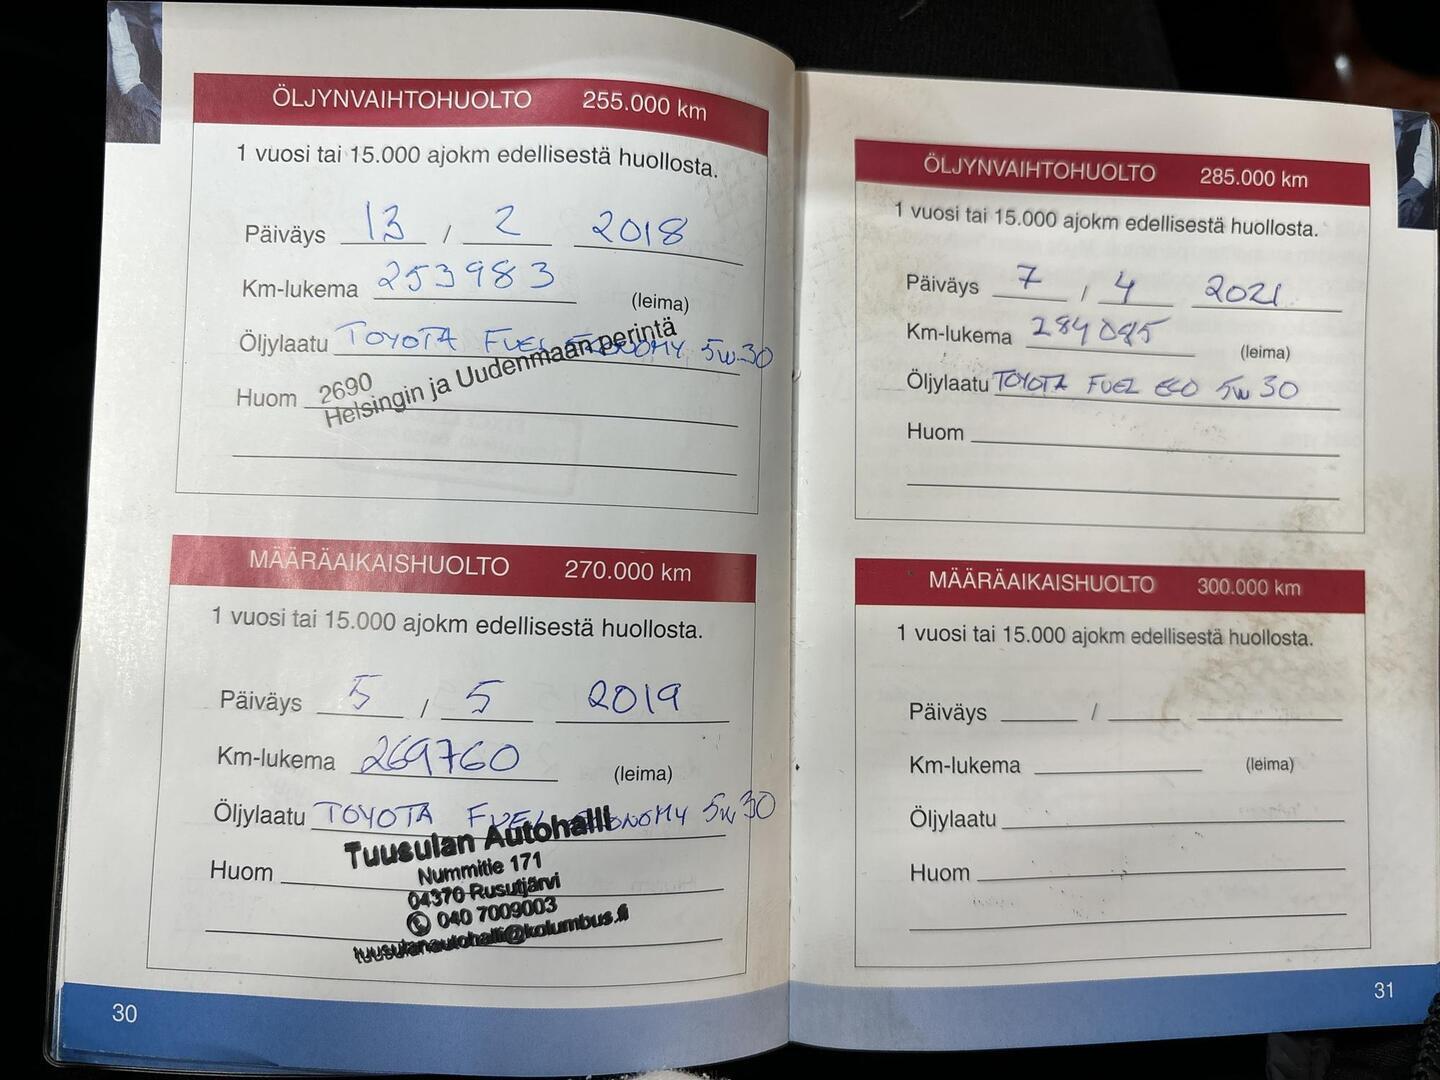 ÖLJYNVAIHTOHUOLTO 255.000 km
1 vuosi tai 15.000 ajokm edellisestä huollosta.
Päiväys 13 / 2 2018
Km-lukema 253983 (leima)
Öljylaatu TOYOTA FUEL ECONOMY 5W30
Huom
2690
Helsingin ja Uudenmaan perintä
MÄÄRÄAIKAISHUOLTO 270.000 km
1 vuosi tai 15.000 ajokm edellisestä huollosta.
Päiväys 5 / 5 2019
Km-lukema 269760 (leima)
Öljylaatu TOYOTA FUEL ECONOMY 5W30
Huom
Tuusulan Autohalli
Nummitie 171
04370 Rusutjärvi
040 7009003
tuusulanautohalli@kolumbus.fi
30
ÖLJYNVAIHTOHUOLTO 285.000 km
1 vuosi tai 15.000 ajokm edellisestä huollosta.
Päiväys 7 / 4 2021
Km-lukema 284085 (leima)
Öljylaatu TOYOTA FUEL ECO 5W30
Huom
MÄÄRÄAIKAISHUOLTO 300.000 km
1 vuosi tai 15.000 ajokm edellisestä huollosta.
Päiväys /
Km-lukema (leima)
Öljylaatu
Huom
31